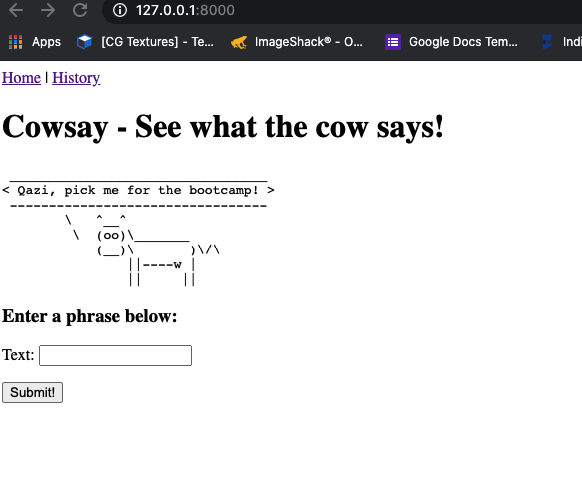 127.0.0.1:8000
Apps [CG Textures] - Te... ImageShack® - O... Google Docs Tem... Indi
Home | History
Cowsay - See what the cow says!
 _________________________________
< Qazi, pick me for the bootcamp! >
 ---------------------------------
        \   ^__^
         \  (oo)\_______
            (__)\       )\/\
                ||----w |
                ||     ||
Enter a phrase below:
Text:
Submit!